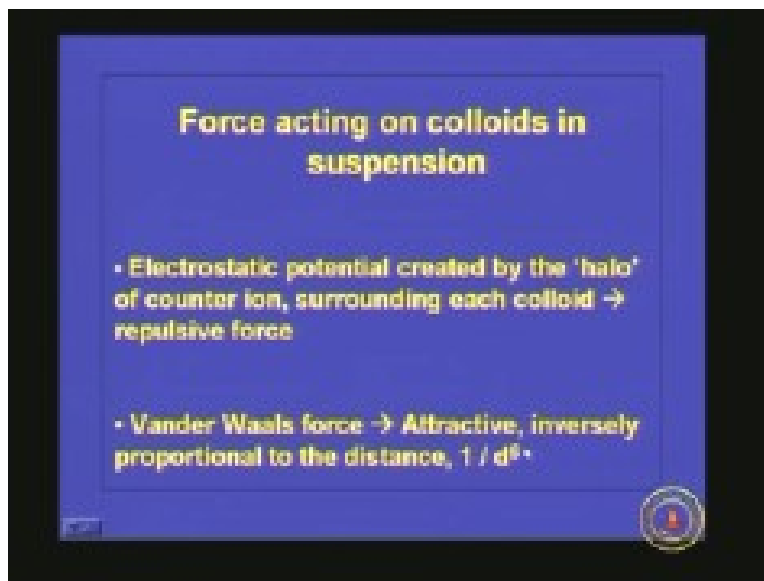 Force acting on colloids in
suspension
• Electrostatic potential created by the ‘halo’
of counter ion, surrounding each colloid →
repulsive force
• Vander Waals force → Attractive, inversely
proportional to the distance, 1 /